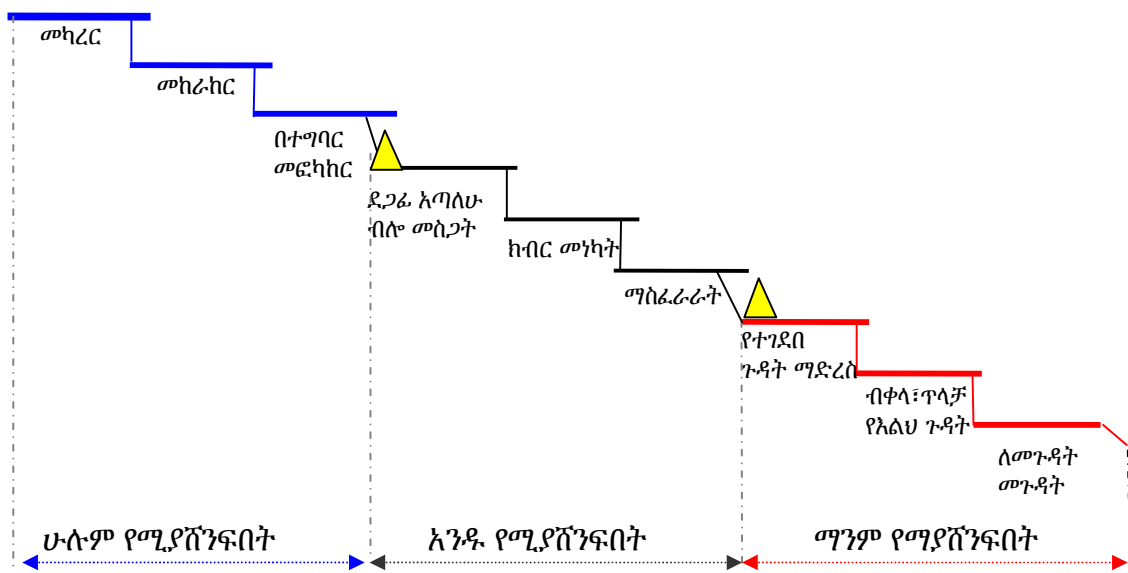 መካረር
መከራከር
በተግባር
መፎካከር
ደጋፊ አጣለሁ
ብሎ መስጋት
ክብር መነካት
ማስፈራራት
የተገደበ
ጉዳት ማድረስ
ብቀላ፣ጥላቻ
የእልህ ጉዳት
ለመጉዳት
መጉዳት
ሁሉም የሚያሸንፍበት
አንዱ የሚያሸንፍበት
ማንም የማያሸንፍበት